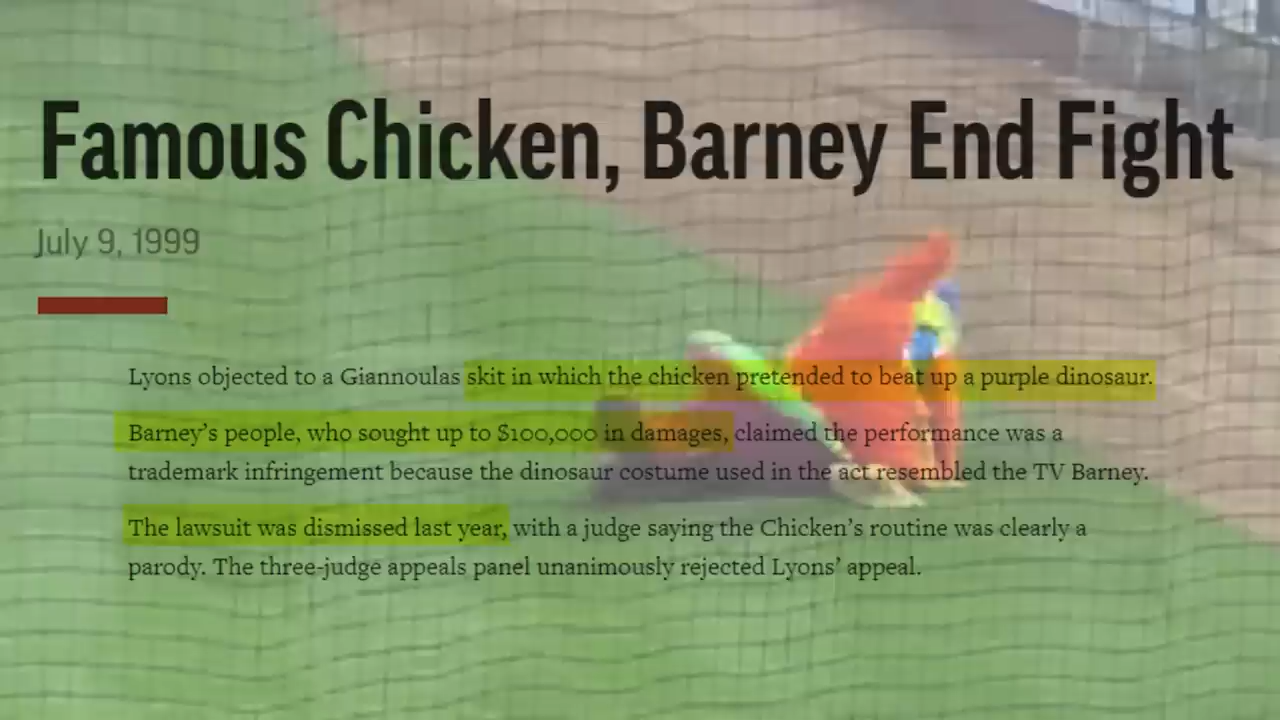 Famous Chicken, Barney End Fight
July 9, 1999
Lyons objected to a Giannoulas skit in which the chicken pretended to beat up a purple dinosaur.
Barney’s people, who sought up to $100,000 in damages, claimed the performance was a
trademark infringement because the dinosaur costume used in the act resembled the TV Barney.
The lawsuit was dismissed last year, with a judge saying the Chicken’s routine was clearly a
parody. The three-judge appeals panel unanimously rejected Lyons’ appeal.